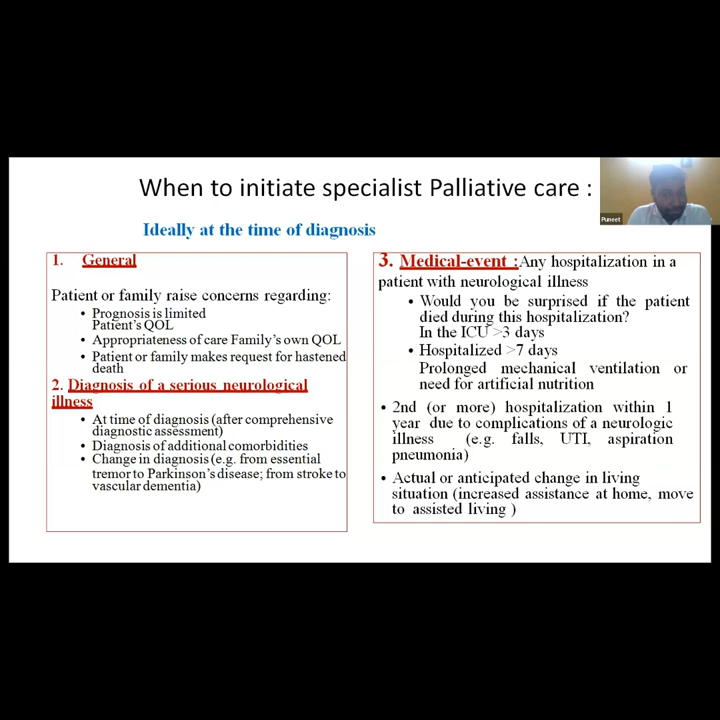 When to initiate specialist Palliative care :
Puneet
Ideally at the time of diagnosis
1. General
Patient or family raise concerns regarding:
• Prognosis is limited
Patient's QOL
• Appropriateness of care Family's own QOL
• Patient or family makes request for hastened
death
2. Diagnosis of a serious neurological
illness
• At time of diagnosis (after comprehensive
diagnostic assessment)
• Diagnosis of additional comorbidities
• Change in diagnosis (e.g. from essential
tremor to Parkinson's disease; from stroke to
vascular dementia)
3. Medical-event :Any hospitalization in a
patient with neurological illness
• Would you be surprised if the patient
died during this hospitalization?
In the ICU >3 days
• Hospitalized >7 days
Prolonged mechanical ventilation or
need for artificial nutrition
• 2nd (or more) hospitalization within 1
year due to complications of a neurologic
illness (e.g. falls, UTI, aspiration
pneumonia)
• Actual or anticipated change in living
situation (increased assistance at home, move
to assisted living )